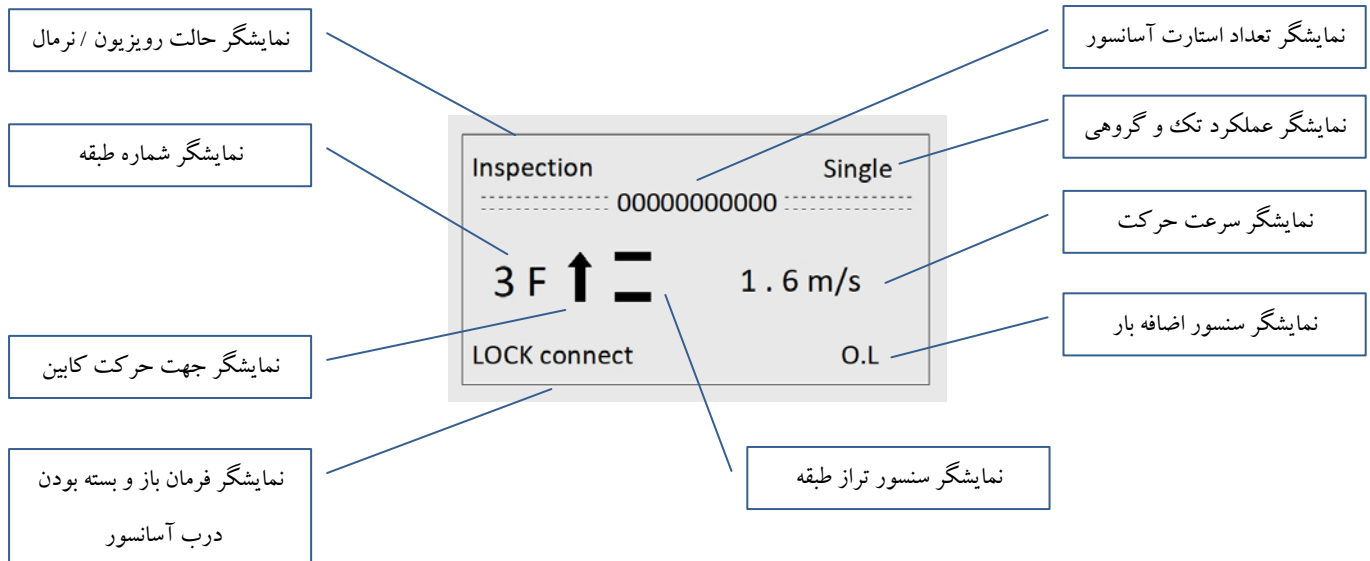 نمایشگر حالت رویزیون / نرمال
نمایشگر تعداد استارت آسانسور
نمایشگر شماره طبقه
نمایشگر عملکرد تک و گروهی
Inspection
Single
00000000000
نمایشگر سرعت حرکت
3 F
1 . 6 m/s
نمایشگر سنسور اضافه بار
نمایشگر جهت حرکت کابین
LOCK connect
O.L
نمایشگر سنسور تراز طبقه
نمایشگر فرمان باز و بسته بودن
درب آسانسور